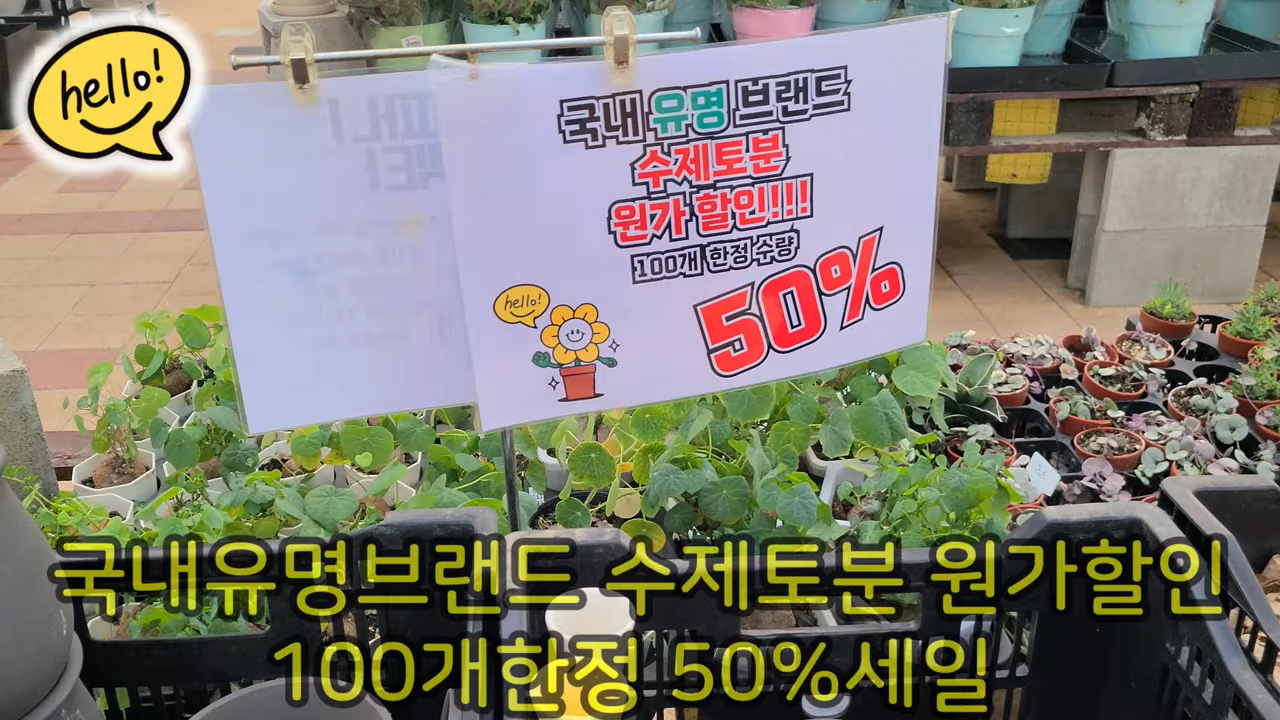 hello!
국내 유명 브랜드
수제토분
원가 할인!!!
100개 한정 수량
50%
hello!
국내유명브랜드 수제토분 원가할인
100개한정 50%세일